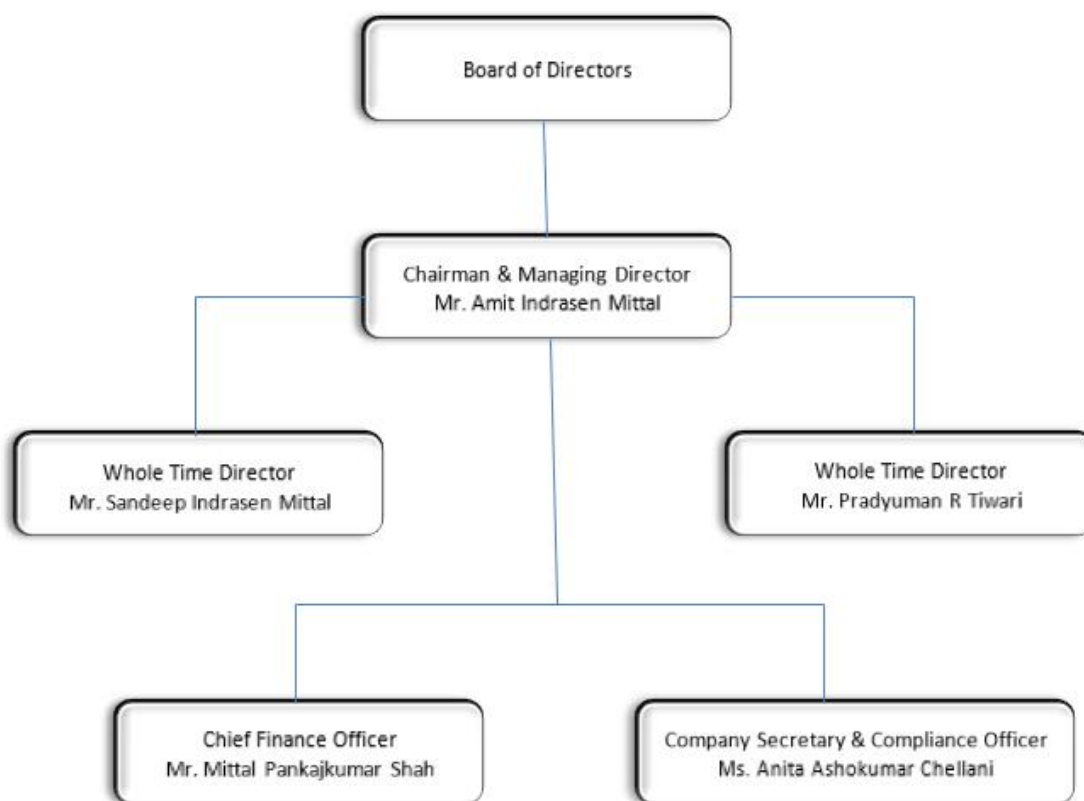 Board of Directors
Chairman & Managing Director
Mr. Amit Indrasen Mittal
Whole Time Director
Mr. Sandeep Indrasen Mittal
Whole Time Director
Mr. Pradyuman R Tiwari
Chief Finance Officer
Mr. Mittal Pankajkumar Shah
Company Secretary & Compliance Officer
Ms. Anita Ashokumar Chellani